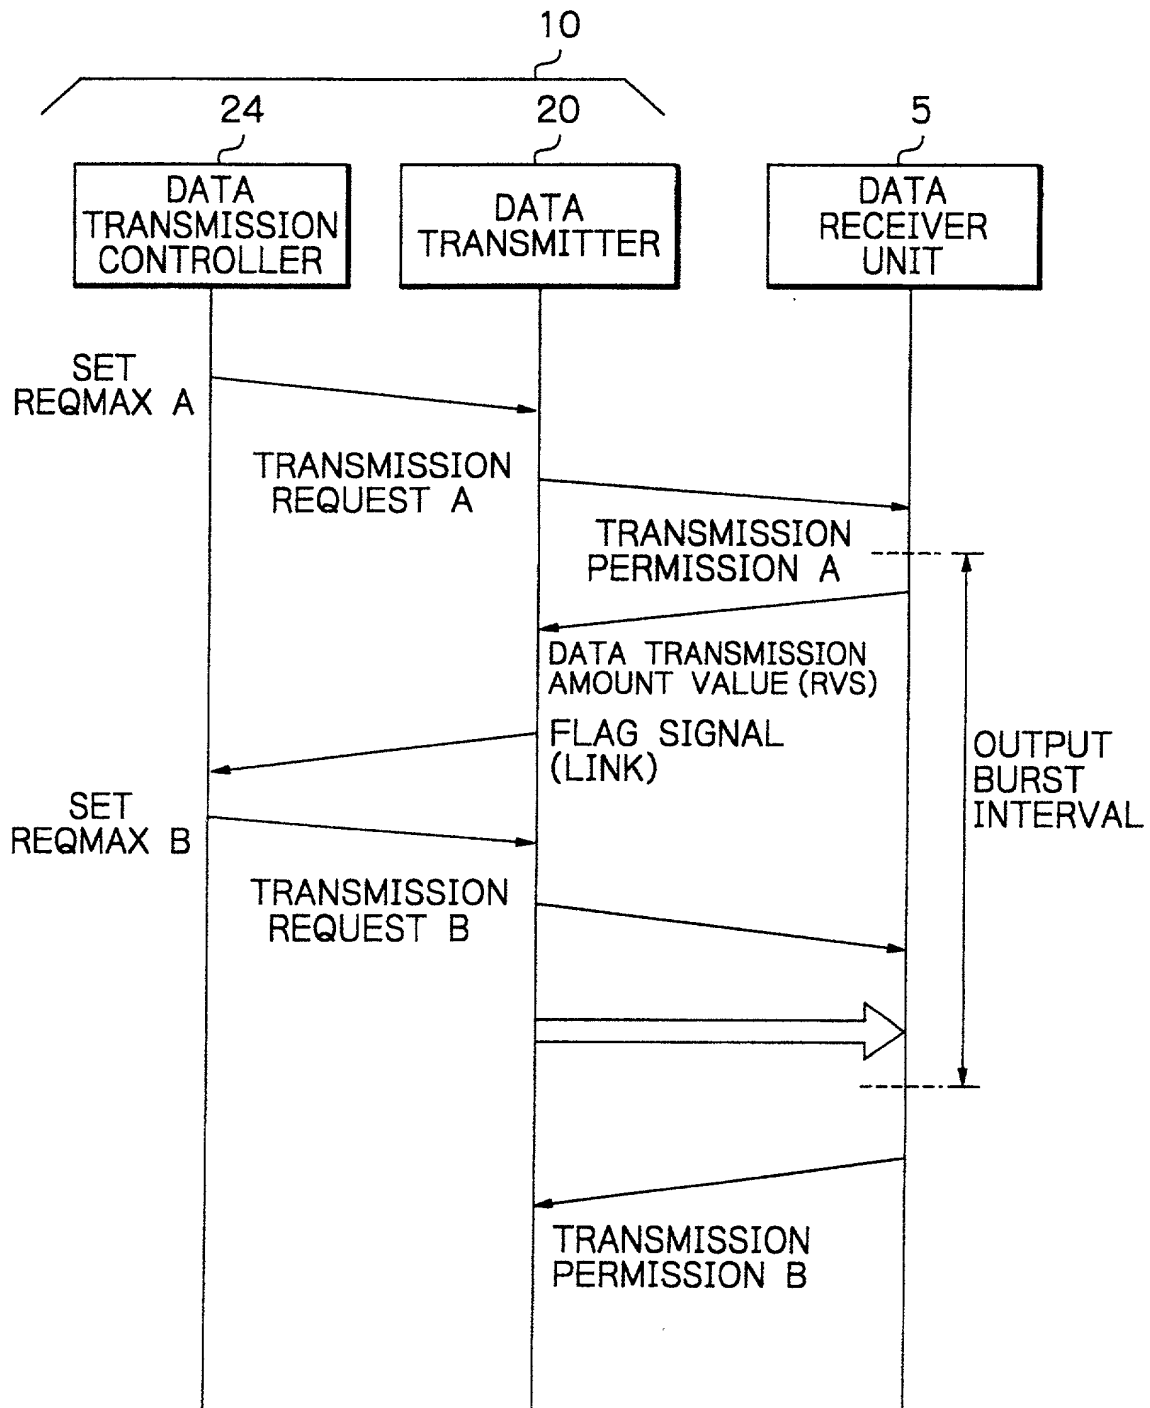 10
24
20
5
DATA
TRANSMISSION
CONTROLLER
DATA
TRANSMITTER
DATA
RECEIVER
UNIT
SET
REQMAX A
TRANSMISSION
REQUEST A
TRANSMISSION
PERMISSION A
DATA TRANSMISSION
AMOUNT VALUE (RVS)
FLAG SIGNAL
(LINK)
OUTPUT
BURST
INTERVAL
SET
REQMAX B
TRANSMISSION
REQUEST B
TRANSMISSION
PERMISSION B